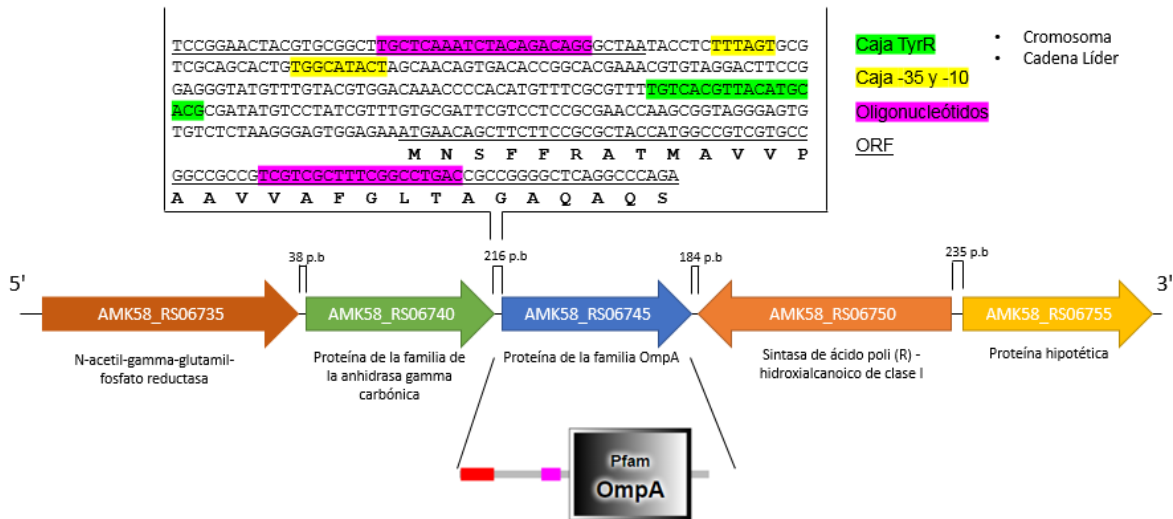 TCCGGAACTACGTGCGGCTTGCTCAAATCTACAGACAGGGCTAATACCTCTTTAGTGCG
TCGCAGCACTGTGGCATACTAGCAACAGTGACACCGGCACGAAACGTGTAGGACTTCCG
GAGGGTATGTTTGTACGTGGACAAACCCCACATGTTTCGCGTTTTGTCACGTTACATGC
ACGCGATATGTCCTATCGTTTGTGCGATTCGTCCTCCGCGAACCAAGCGGTAGGGAGTG
TGTCTCTAAGGGAGTGGAGAAATGAACAGCTTCTTCCGCGCTACCATGGCCGTCGTGCC
M N S F F R A T M A V V P
GGCCGCCGTCGTCGCTTTCGGCCTGACCGCCGGGGCTCAGGCCCAGA
A A V V A F G L T A G A Q A Q S
Caja TyrR
Caja -35 y -10
Oligonucleótidos
ORF
• Cromosoma
• Cadena Líder
38 p.b
216 p.b
184 p.b
235 p.b
5'
3'
AMK58_RS06735
AMK58_RS06740
AMK58_RS06745
AMK58_RS06750
AMK58_RS06755
N-acetil-gamma-glutamil-
fosfato reductasa
Proteína de la familia de
la anhidrasa gamma
carbónica
Proteína de la familia OmpA
Sintasa de ácido poli (R) -
hidroxialcanoico de clase I
Proteína hipotética
Pfam
OmpA